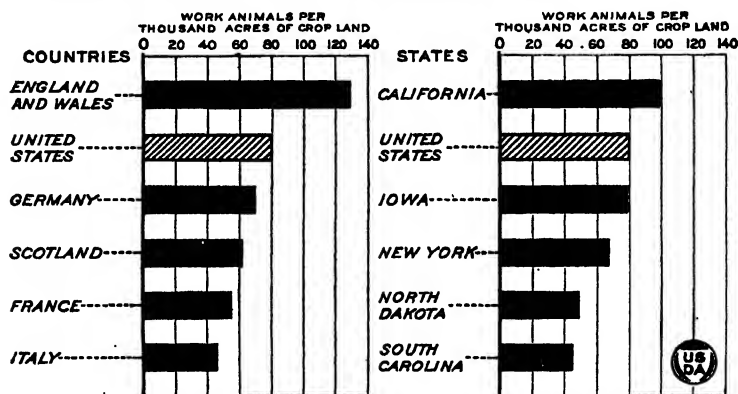 WORK ANIMALS PER
THOUSAND ACRES OF CROP LAND
COUNTRIES
0 20 40 60 80 100 120 140
ENGLAND
AND WALES
UNITED
STATES
GERMANY
SCOTLAND
FRANCE
ITALY
WORK ANIMALS PER
THOUSAND ACRES OF CROP LAND
STATES
0 20 40 60 80 100 120 140
CALIFORNIA
UNITED
STATES
IOWA
NEW YORK
NORTH
DAKOTA
SOUTH
CAROLINA
US
DA